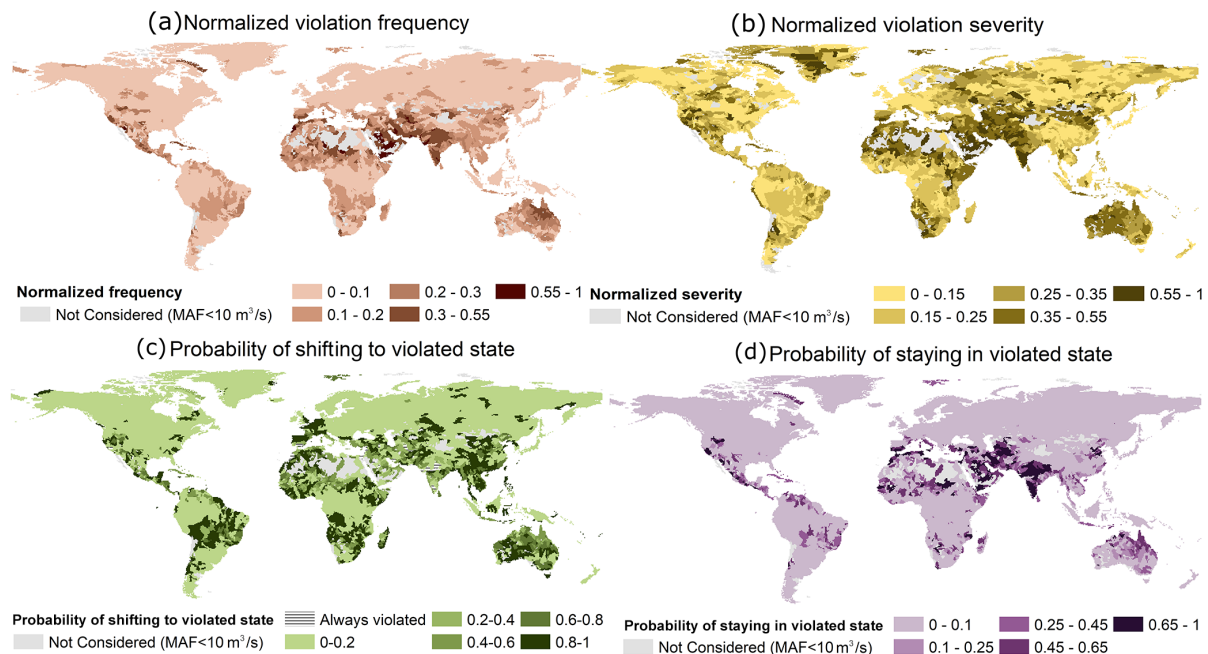 (a) Normalized violation frequency
(b) Normalized violation severity
Normalized frequency
Not Considered (MAF<10 m³/s)
0 - 0.1
0.1 - 0.2
0.2 - 0.3
0.3 - 0.55
0.55 - 1
Normalized severity
Not Considered (MAF<10 m³/s)
0 - 0.15
0.15 - 0.25
0.25 - 0.35
0.35 - 0.55
0.55 - 1
(c) Probability of shifting to violated state
(d) Probability of staying in violated state
Probability of shifting to violated state
Not Considered (MAF<10 m³/s)
Always violated
0-0.2
0.2-0.4
0.4-0.6
0.6-0.8
0.8-1
Probability of staying in violated state
Not Considered (MAF<10 m³/s)
0 - 0.1
0.1 - 0.25
0.25 - 0.45
0.45 - 0.65
0.65 - 1